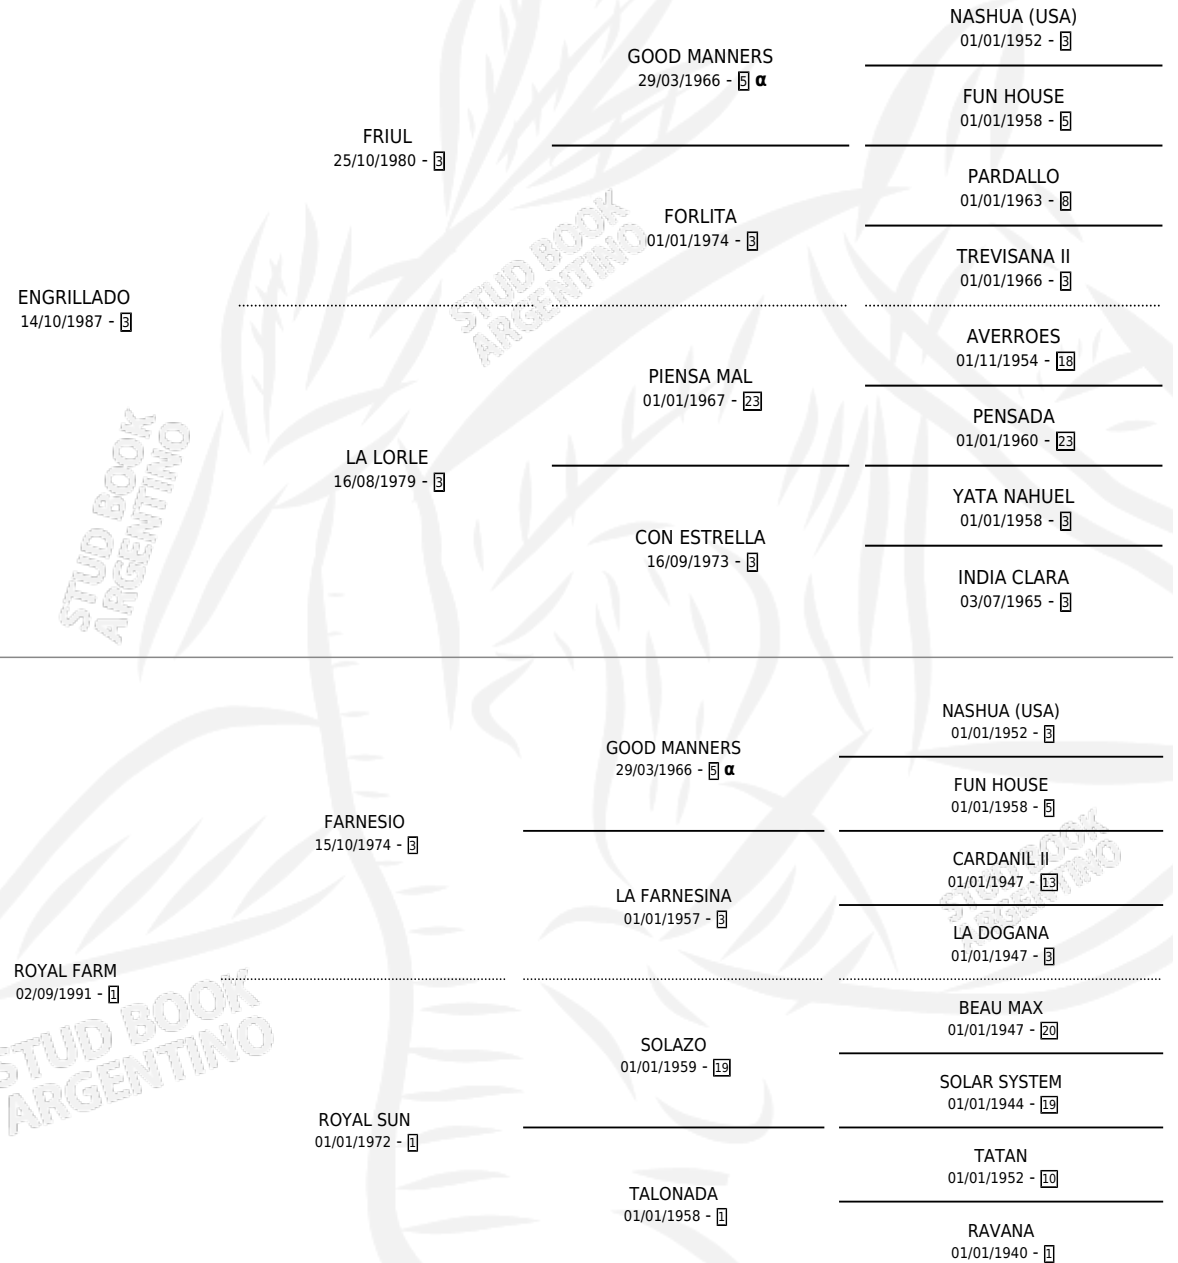 NASHUA (USA)
01/01/1952 - 3
GOOD MANNERS
29/03/1966 - 5 α
FUN HOUSE
01/01/1958 - 5
FRIUL
25/10/1980 - 3
PARDALLO
01/01/1963 - 8
FORLITA
01/01/1974 - 3
TREVISANA II
01/01/1966 - 3
STUD BOOK
ARGENTINO
ENGRILLADO
14/10/1987 - 3
AVERROES
01/11/1954 - 18
PIENSA MAL
01/01/1967 - 23
PENSADA
01/01/1960 - 23
LA LORLE
16/08/1979 - 3
YATA NAHUEL
01/01/1958 - 3
CON ESTRELLA
16/09/1973 - 3
INDIA CLARA
03/07/1965 - 3
STUD BOOK
ARGENTINO
NASHUA (USA)
01/01/1952 - 3
GOOD MANNERS
29/03/1966 - 5 α
FUN HOUSE
01/01/1958 - 5
FARNESIO
15/10/1974 - 3
CARDANIL II
01/01/1947 - 13
LA FARNESINA
01/01/1957 - 3
LA DOGANA
01/01/1947 - 3
STUD BOOK
ARGENTINO
ROYAL FARM
02/09/1991 - 1
BEAU MAX
01/01/1947 - 20
SOLAZO
01/01/1959 - 19
SOLAR SYSTEM
01/01/1944 - 19
ROYAL SUN
01/01/1972 - 1
TATAN
01/01/1952 - 10
TALONADA
01/01/1958 - 1
RAVANA
01/01/1940 - 1
STUD BOOK
ARGENTINO